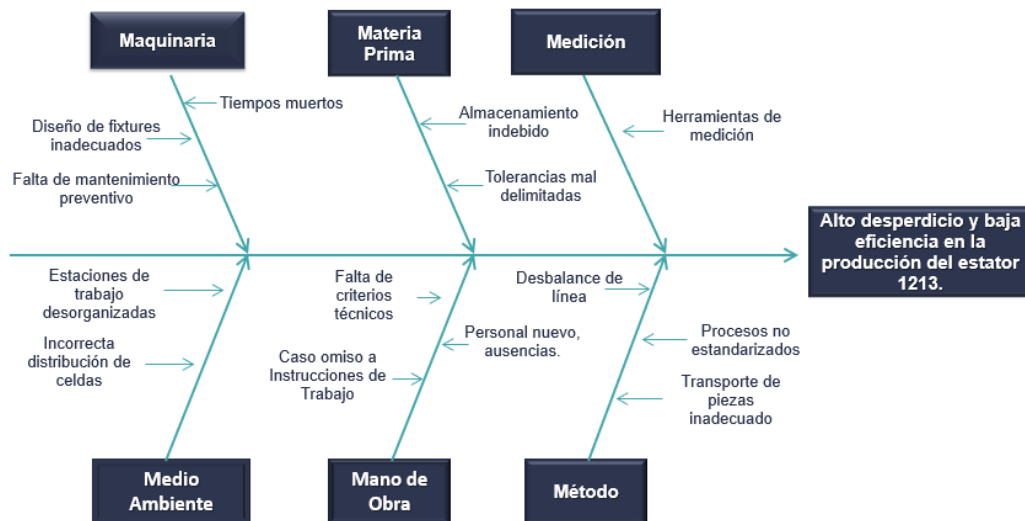 Maquinaria
Materia
Prima
Medición
Tiempos muertos
Diseño de fixtures
inadecuados
Falta de mantenimiento
preventivo
Almacenamiento
indebido
Tolerancias mal
delimitadas
Herramientas de
medición
Alto desperdicio y baja
eficiencia en la
producción del estator
1213.
Estaciones de
trabajo
desorganizadas
Incorrecta
distribución de
celdas
Falta de
criterios
técnicos
Personal nuevo,
ausencias.
Caso omiso a
Instrucciones de
Trabajo
Desbalance de
línea
Procesos no
estandarizados
Transporte de
piezas
inadecuado
Medio
Ambiente
Mano de
Obra
Método